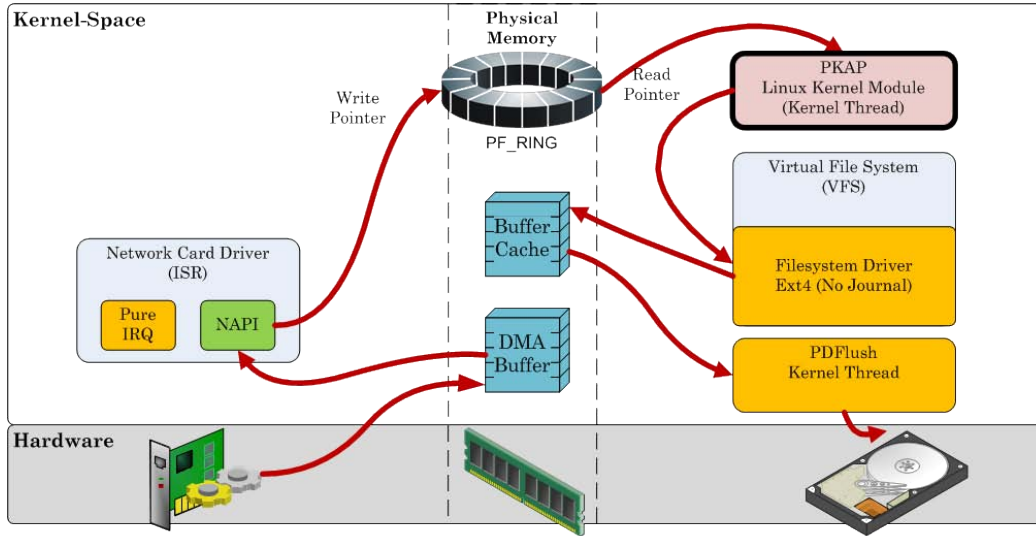 Kernel-Space
Physical
Memory
PKAP
Linux Kernel Module
(Kernel Thread)
Write
Pointer
Read
Pointer
PF_RING
Virtual File System
(VFS)
Buffer
Cache
Network Card Driver
(ISR)
Filesystem Driver
Ext4 (No Journal)
Pure
IRQ
NAPI
DMA
Buffer
PDFlush
Kernel Thread
Hardware